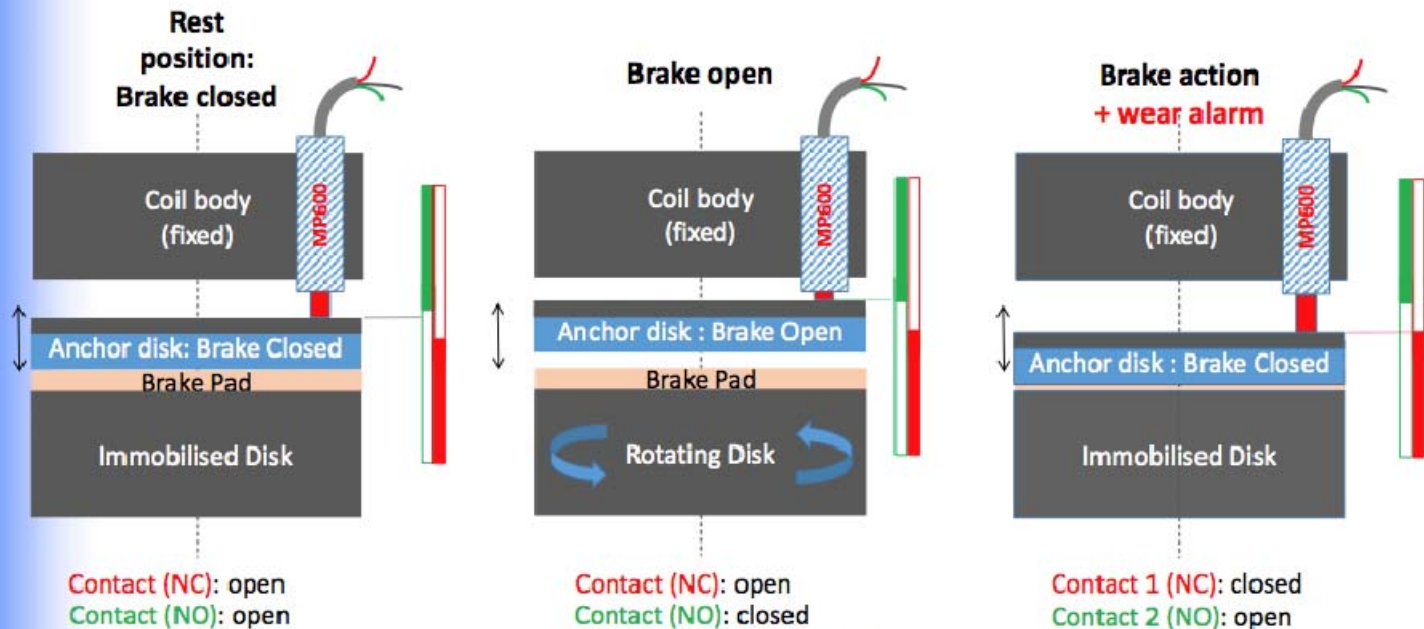 Rest
position:
Brake closed
MP600
Coil body
(fixed)
Anchor disk: Brake Closed
Brake Pad
Immobilised Disk
Contact (NC): open
Contact (NO): open
Brake open
MP600
Coil body
(fixed)
Anchor disk : Brake Open
Brake Pad
Rotating Disk
Contact (NC): open
Contact (NO): closed
Brake action
+ wear alarm
MP600
Coil body
(fixed)
Anchor disk : Brake Closed
Immobilised Disk
Contact 1 (NC): closed
Contact 2 (NO): open